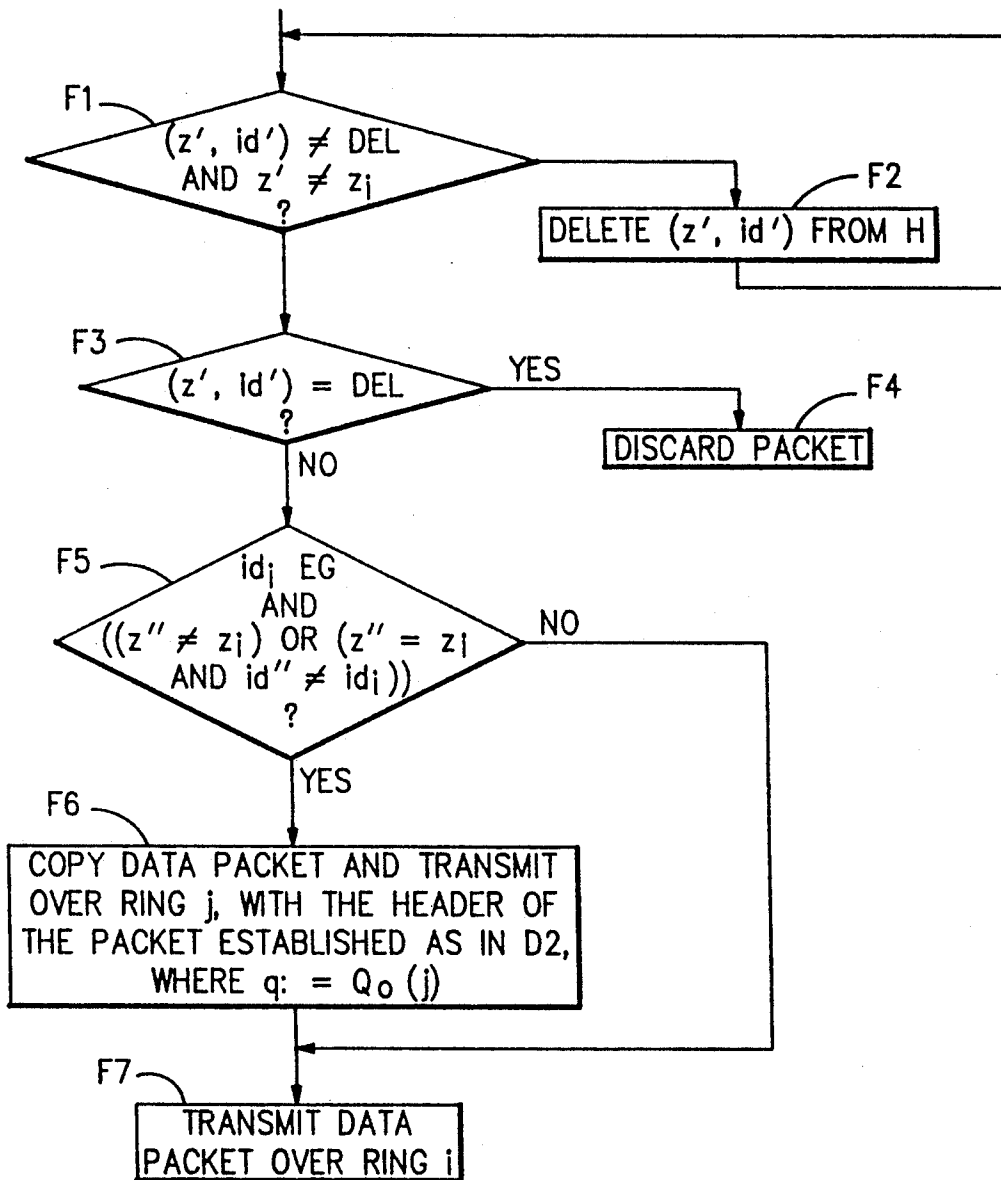 F1
(z', id') ≠ DEL
AND z' ≠ zi
?
F2
DELETE (z', id') FROM H
F3
(z', id') = DEL
?
YES
F4
DISCARD PACKET
NO
F5
idj EG
AND
((z'' ≠ zj) OR (z'' = zj
AND id'' ≠ idj))
?
NO
YES
F6
COPY DATA PACKET AND TRANSMIT
OVER RING j, WITH THE HEADER OF
THE PACKET ESTABLISHED AS IN D2,
WHERE q: = Qo (j)
F7
TRANSMIT DATA
PACKET OVER RING i